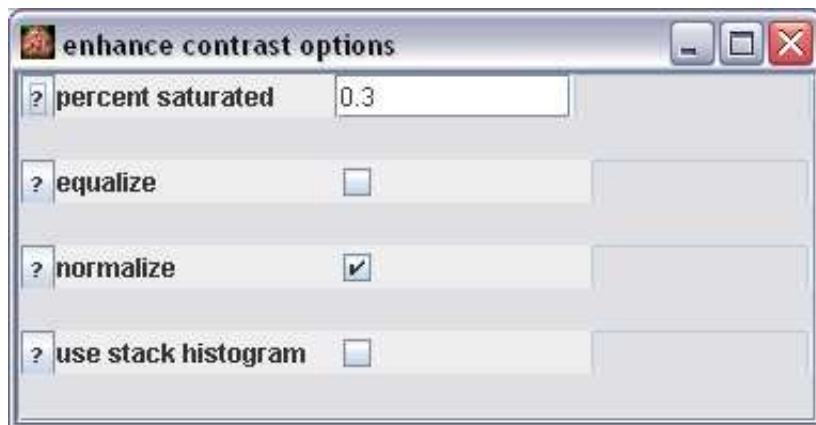 enhance contrast options
? percent saturated 0.3
? equalize
? normalize
? use stack histogram